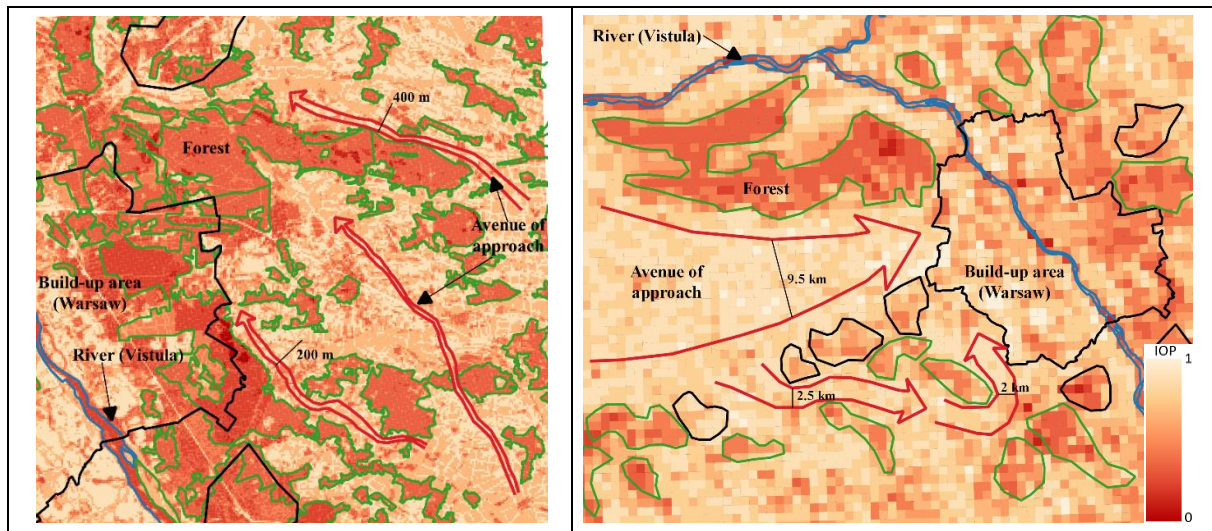 400 m
Forest
Avenue of
approach
Build-up area
(Warsaw)
River (Vistula)
200 m
River (Vistula)
Forest
Avenue of
approach
9.5 km
Build-up area
(Warsaw)
2.5 km
2 km
IOP
1
0